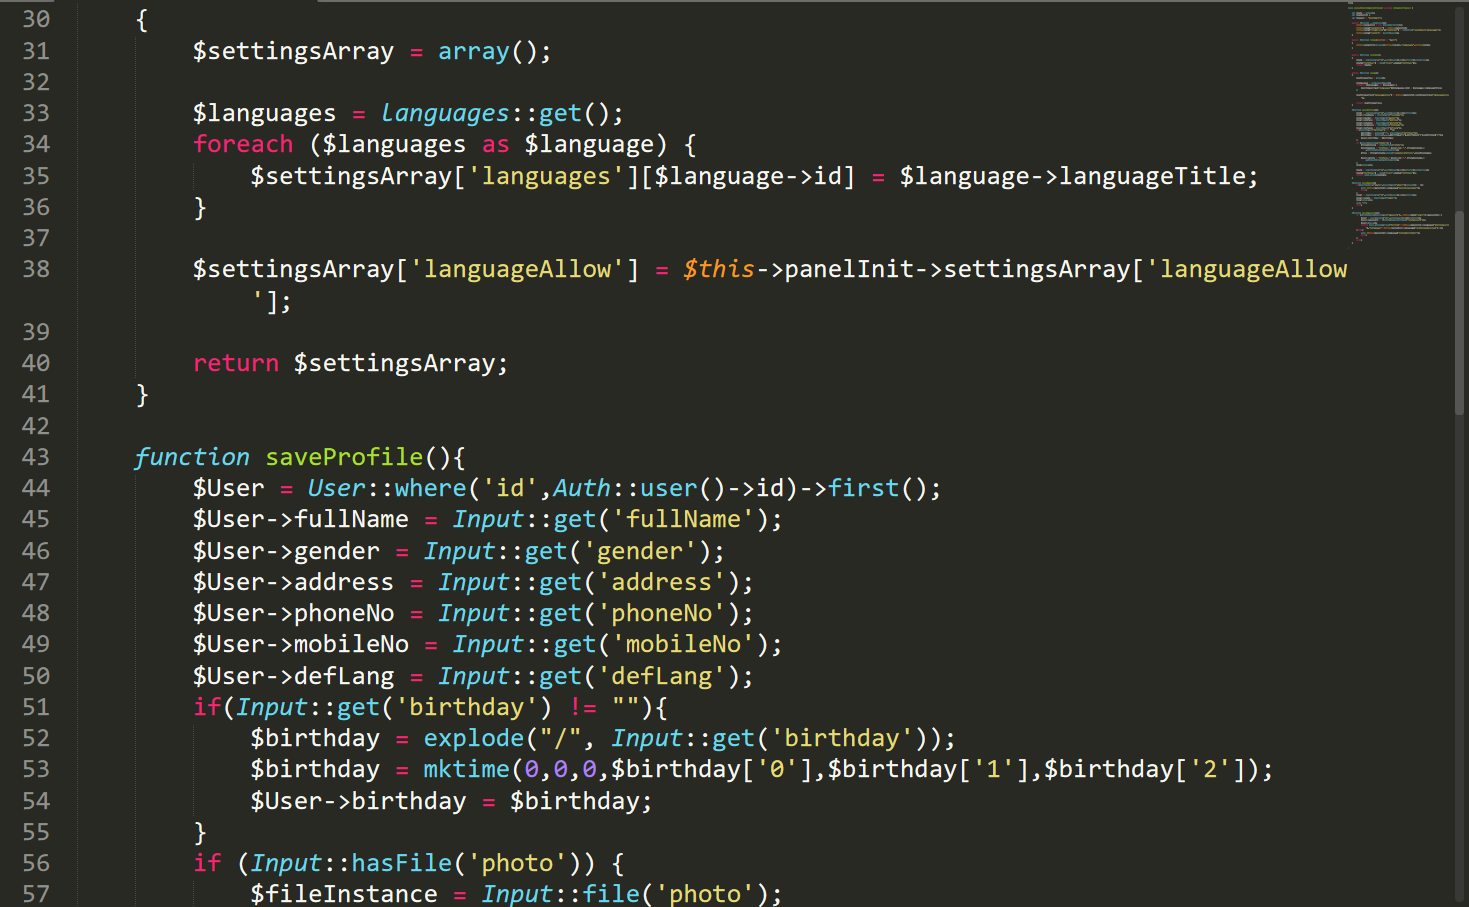 30 {
31 $settingsArray = array();
32
33 $languages = languages::get();
34 foreach ($languages as $language) {
35 $settingsArray['languages'][$language->id] = $language->languageTitle;
36 }
37
38 $settingsArray['languageAllow'] = $this->panelInit->settingsArray['languageAllow
'];
39
40 return $settingsArray;
41 }
42
43 function saveProfile(){
44 $User = User::where('id',Auth::user()->id)->first();
45 $User->fullName = Input::get('fullName');
46 $User->gender = Input::get('gender');
47 $User->address = Input::get('address');
48 $User->phoneNo = Input::get('phoneNo');
49 $User->mobileNo = Input::get('mobileNo');
50 $User->defLang = Input::get('defLang');
51 if(Input::get('birthday') != ""){
52 $birthday = explode("/", Input::get('birthday'));
53 $birthday = mktime(0,0,0,$birthday['0'],$birthday['1'],$birthday['2']);
54 $User->birthday = $birthday;
55 }
56 if (Input::hasFile('photo')) {
57 $fileInstance = Input::file('photo');